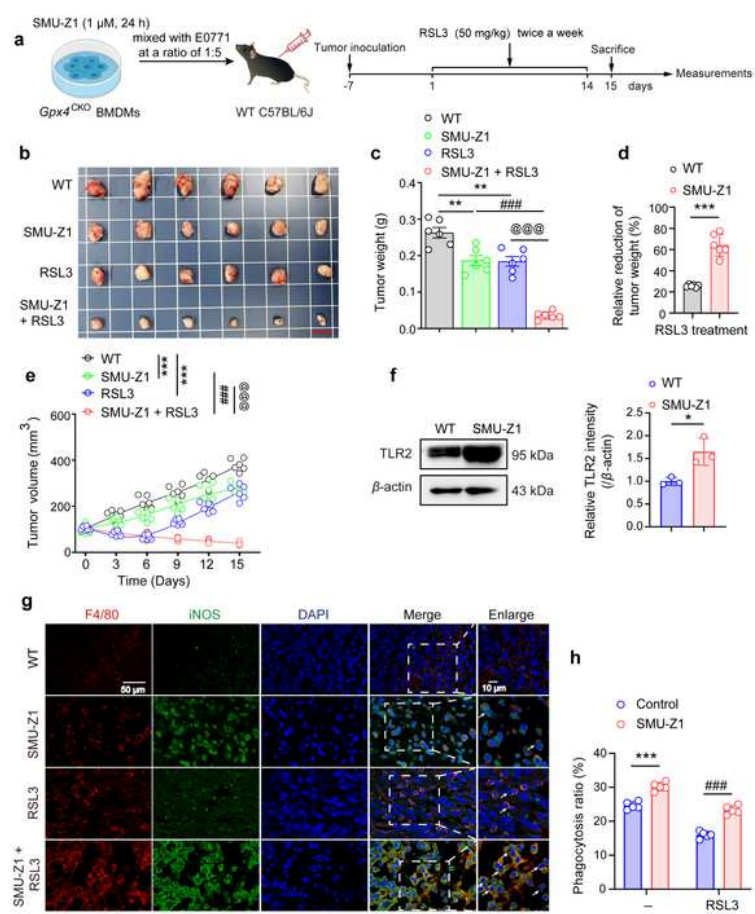 a
SMU-Z1 (1 µM, 24 h)
mixed with E0771
at a ratio of 1:5
Gpx4CKO BMDMs
WT C57BL/6J
Tumor inoculation
RSL3 (50 mg/kg) twice a week
Sacrifice
Measurements
-7
1
14
15
days
b
WT
SMU-Z1
RSL3
SMU-Z1
+ RSL3
c
WT
SMU-Z1
RSL3
SMU-Z1 + RSL3
Tumor weight (g)
0.4
0.3
0.2
0.1
0.0
**
**
###
@@@
d
WT
SMU-Z1
Relative reduction of
tumor weight (%)
100
80
60
40
20
0
***
RSL3 treatment
e
WT
SMU-Z1
RSL3
SMU-Z1 + RSL3
***
***
###
@@@
Tumor volume (mm3)
600
400
200
0
0 3 6 9 12 15
Time (Days)
f
WT SMU-Z1
TLR2
95 kDa
β-actin
43 kDa
WT
SMU-Z1
Relative TLR2 intensity
(/β-actin)
2.0
1.5
1.0
0.5
0.0
*
g
F4/80 iNOS DAPI Merge Enlarge
WT
50 µm
10 µm
SMU-Z1
RSL3
SMU-Z1 +
RSL3
h
Control
SMU-Z1
Phagocytosis ratio (%)
40
30
20
10
0
***
###
–
RSL3